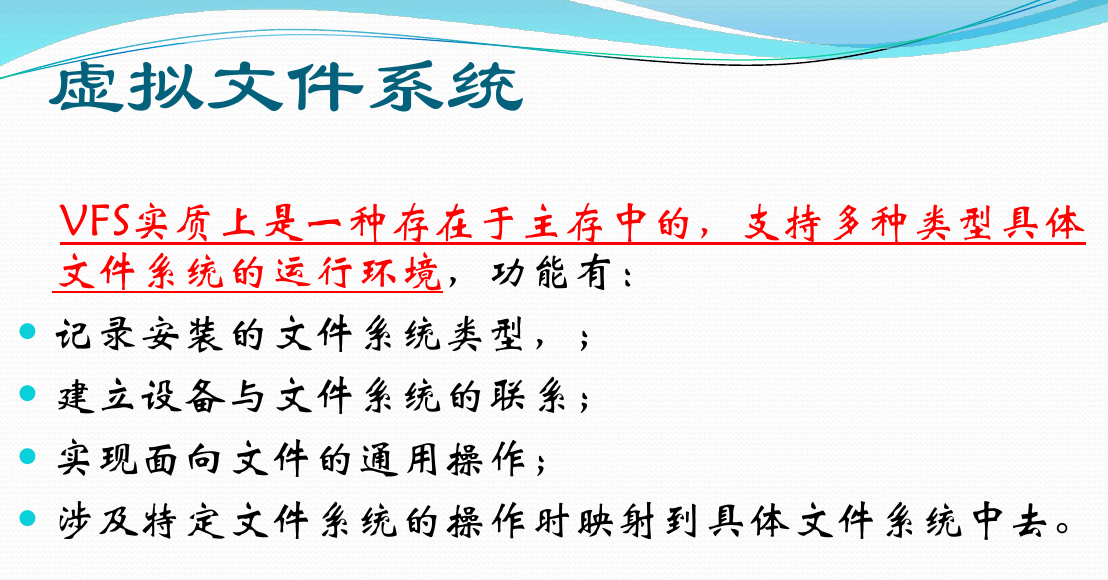 虚拟文件系统
VFS实质上是一种存在于主存中的，支持多种类型具体
文件系统的运行环境，功能有：
记录安装的文件系统类型，；
建立设备与文件系统的联系；
实现面向文件的通用操作；
涉及特定文件系统的操作时映射到具体文件系统中去。